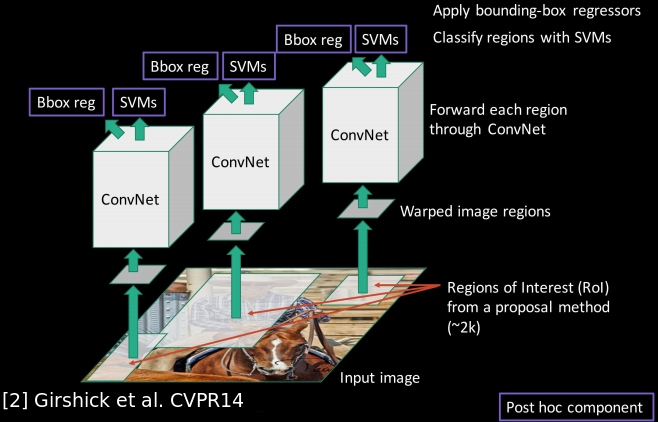 Apply bounding-box regressors
Bbox reg
SVMs
Classify regions with SVMs
Bbox reg
SVMs
Bbox reg
SVMs
Forward each region
through ConvNet
ConvNet
ConvNet
ConvNet
Warped image regions
Regions of Interest (RoI)
from a proposal method
(~2k)
Input image
[2] Girshick et al. CVPR14
Post hoc component